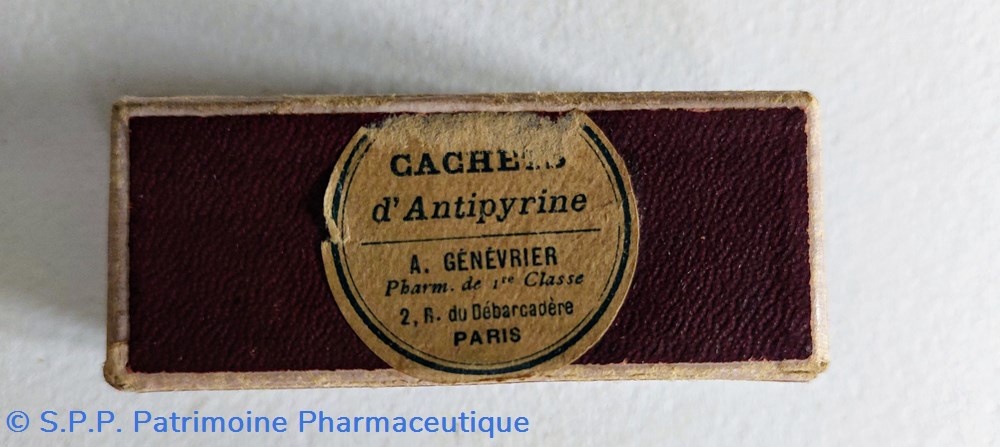 CACHETS
d'Antipyrine
A. GÉNÉVRIER
Pharm. de 1re Classe
2, R. du Débarcadère
PARIS
© S.P.P. Patrimoine Pharmaceutique